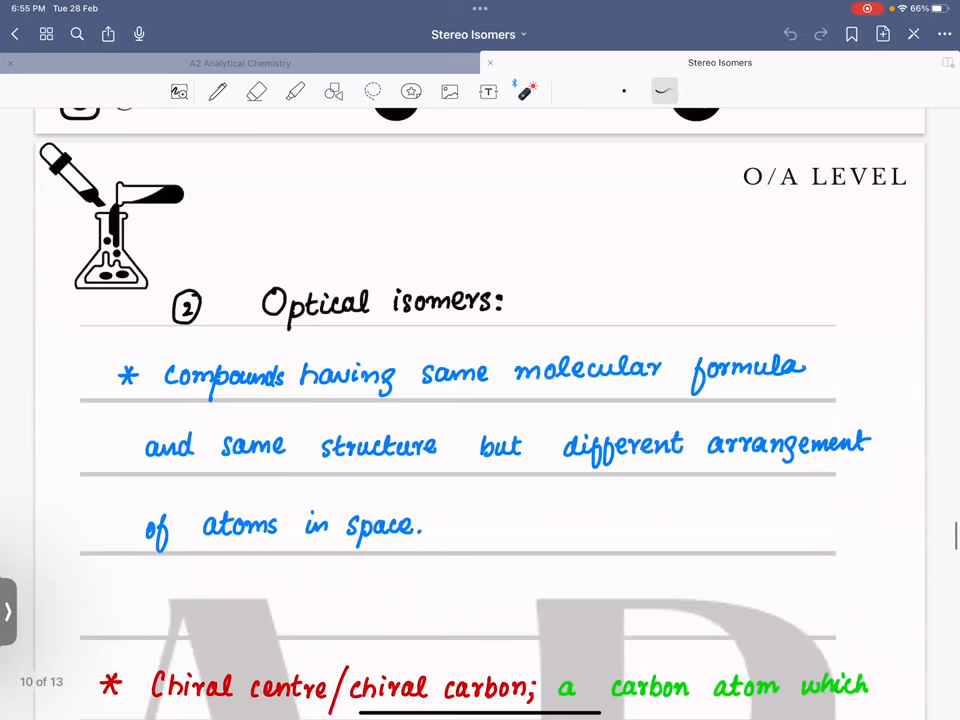 6:55 PM Tue 28 Feb
66%
Stereo Isomers
A2 Analytical Chemistry
Stereo Isomers
T
O/A LEVEL
② Optical isomers:
* Compounds having same molecular formula
and same structure but different arrangement
of atoms in space.
* Chiral centre/chiral carbon; a carbon atom which
10 of 13